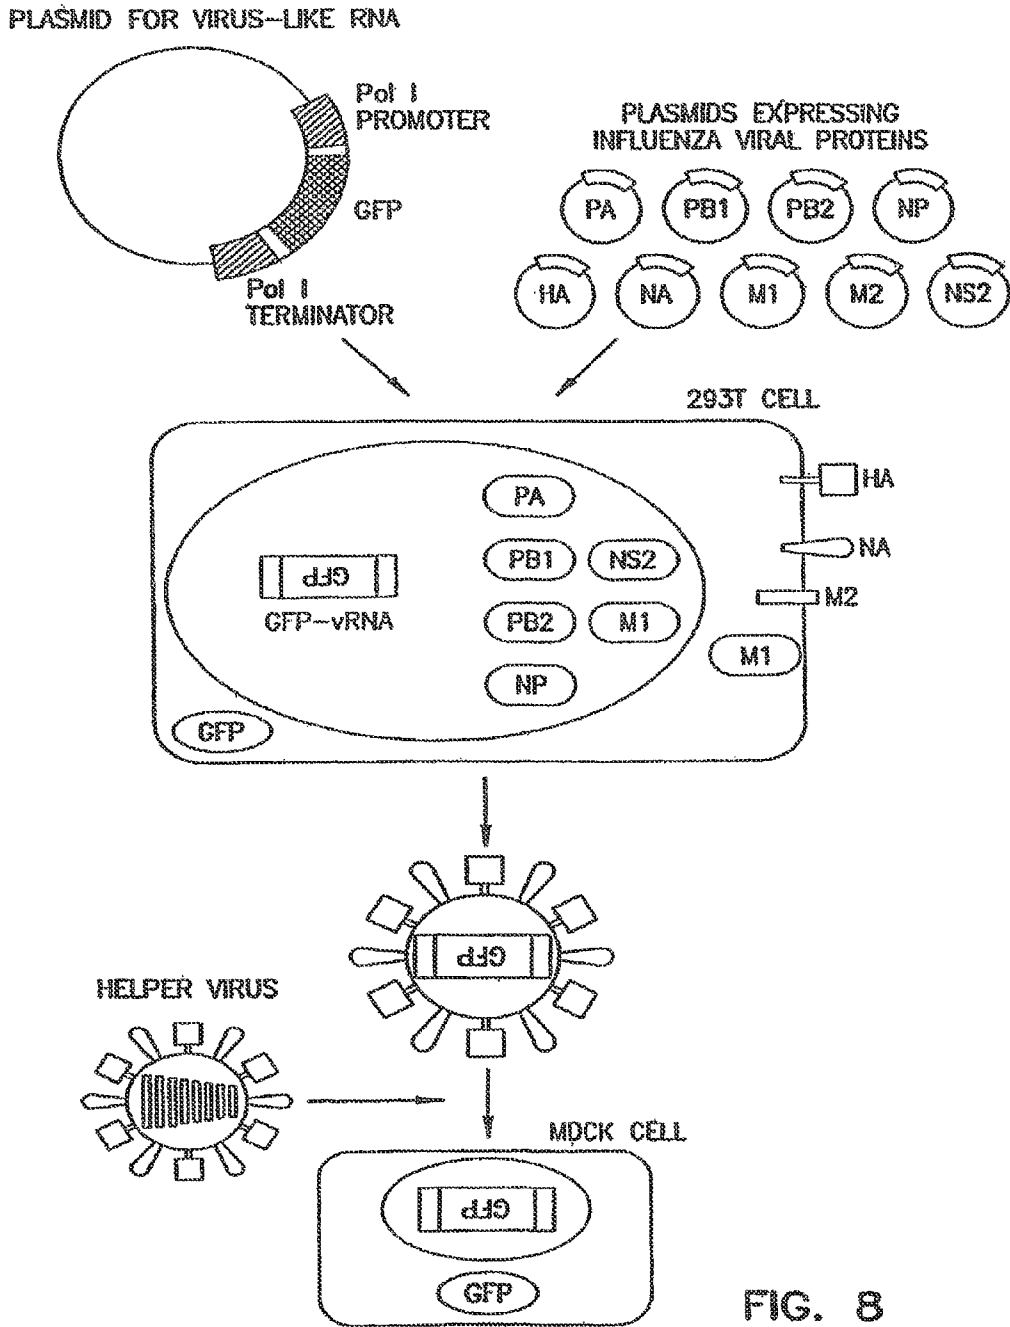 PLASMID FOR VIRUS-LIKE RNA
Pol I
PROMOTER
GFP
Pol I
TERMINATOR
PLASMIDS EXPRESSING
INFLUENZA VIRAL PROTEINS
PA PB1 PB2 NP
HA NA M1 M2 NS2
293T CELL
HA
NA
M2
M1
PA
PB1 NS2
PB2 M1
NP
GFP
GFP-vRNA
GFP
GFP
HELPER VIRUS
MDCK CELL
GFP
GFP
FIG. 8